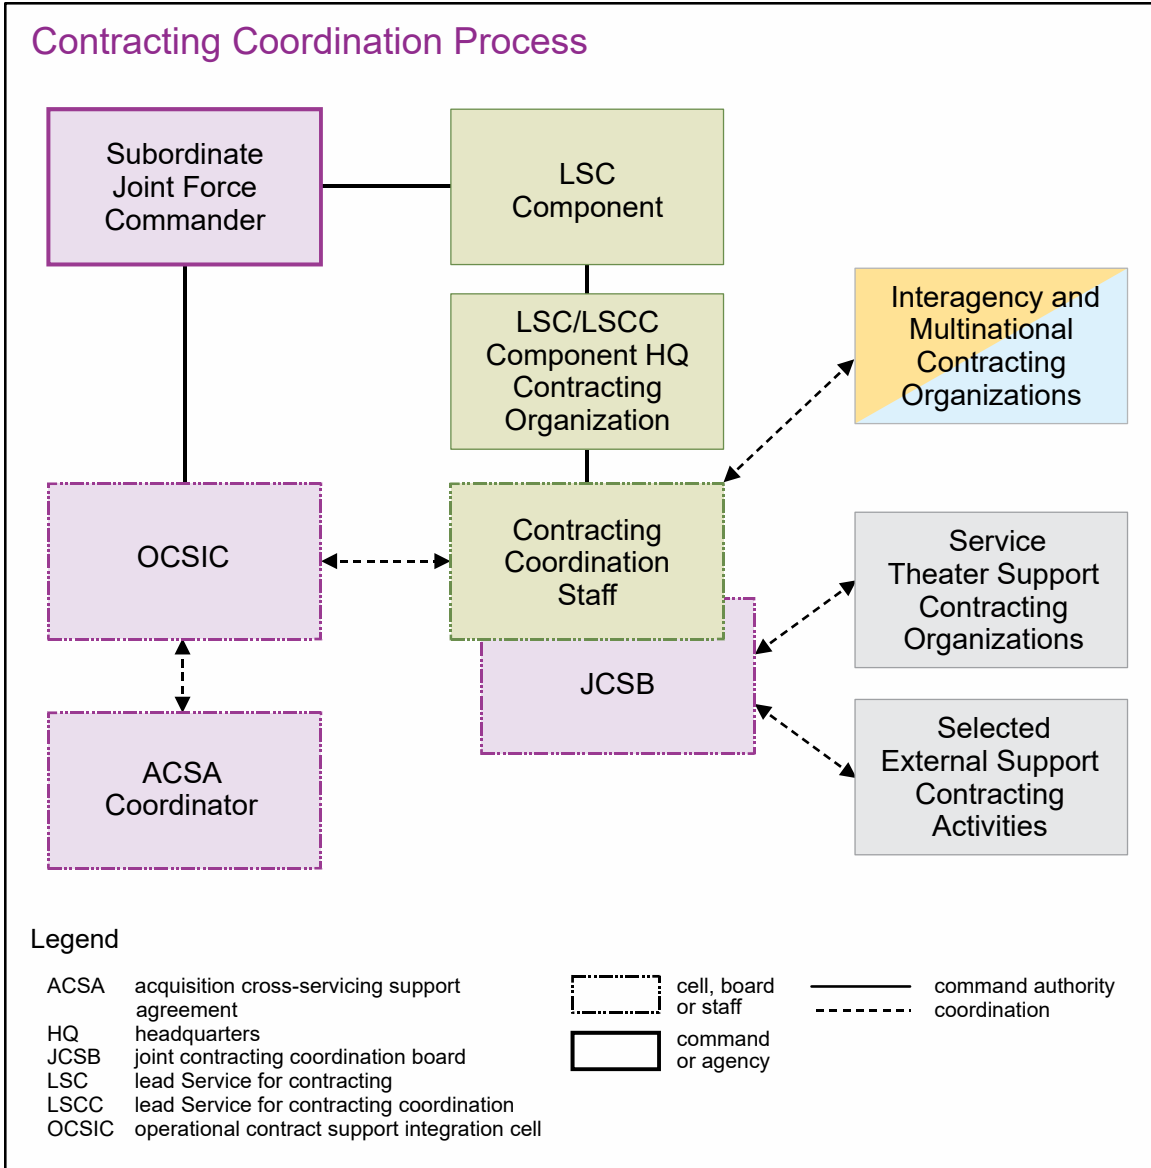 Contracting Coordination Process
Subordinate
Joint Force
Commander
LSC
Component
LSC/LSCC
Component HQ
Contracting
Organization
Interagency and
Multinational
Contracting
Organizations
OCSIC
Contracting
Coordination
Staff
Service
Theater Support
Contracting
Organizations
JCSB
ACSA
Coordinator
Selected
External Support
Contracting
Activities
Legend
ACSA acquisition cross-servicing support
agreement
HQ headquarters
JCSB joint contracting coordination board
LSC lead Service for contracting
LSCC lead Service for contracting coordination
OCSIC operational contract support integration cell
cell, board
or staff
command
or agency
command authority
coordination